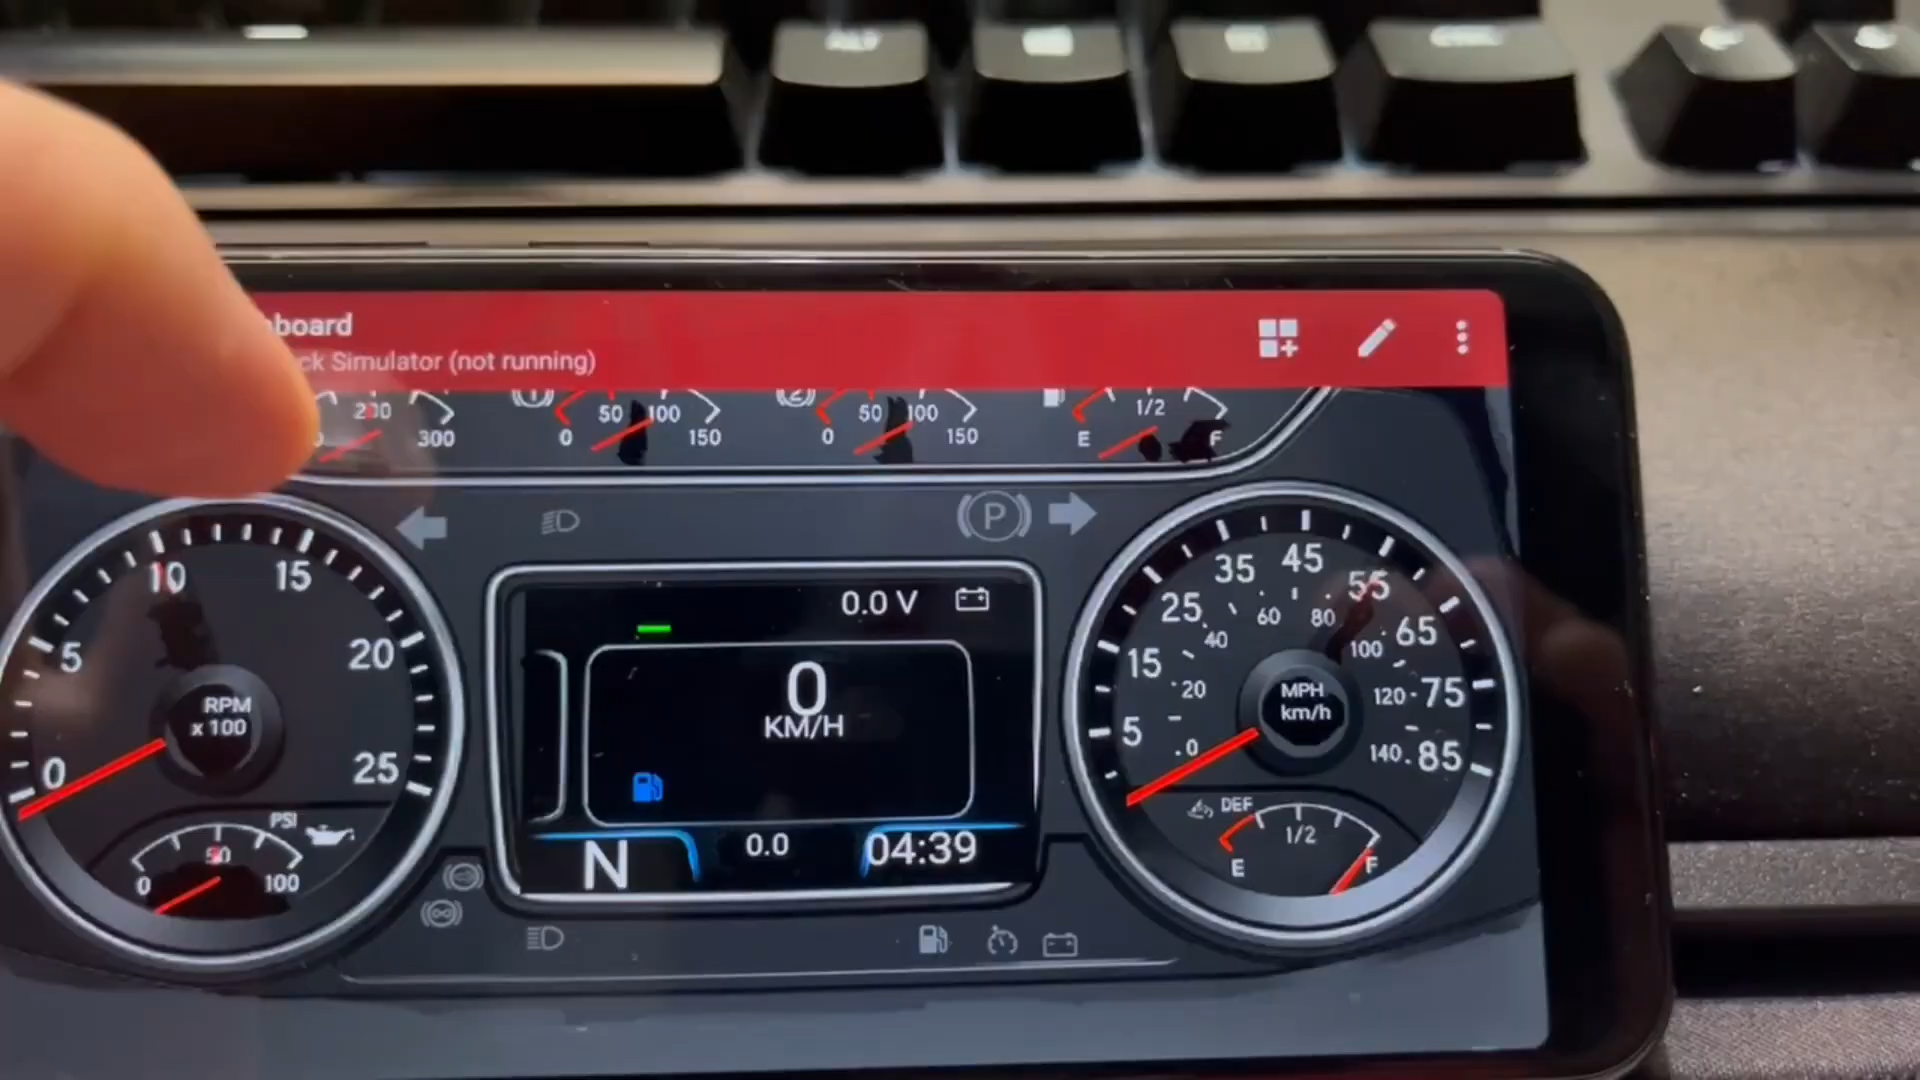 board
ck Simulator (not running)
200
0 300
50 100
0 150
50 100
0 150
1/2
E F
P
0 5 10 15 20 25
RPM
x 100
PSI
0 50 100
0.0 V
0
KM/H
N 0.0 04:39
5 15 25 35 45 55 65 75 85
0 20 40 60 80 100 120 140
MPH
km/h
DEF
1/2
E F